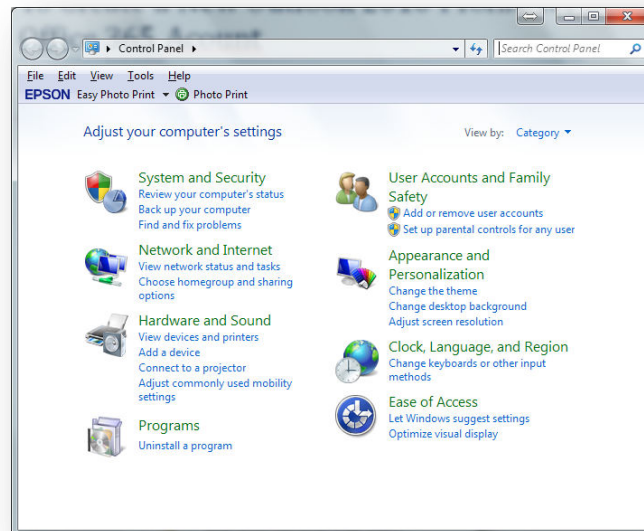 Control Panel
Search Control Panel
File Edit View Tools Help
EPSON Easy Photo Print Photo Print
Adjust your computer's settings
View by: Category
System and Security
Review your computer's status
Back up your computer
Find and fix problems
Network and Internet
View network status and tasks
Choose homegroup and sharing
options
Hardware and Sound
View devices and printers
Add a device
Connect to a projector
Adjust commonly used mobility
settings
Programs
Uninstall a program
User Accounts and Family
Safety
Add or remove user accounts
Set up parental controls for any user
Appearance and
Personalization
Change the theme
Change desktop background
Adjust screen resolution
Clock, Language, and Region
Change keyboards or other input
methods
Ease of Access
Let Windows suggest settings
Optimize visual display